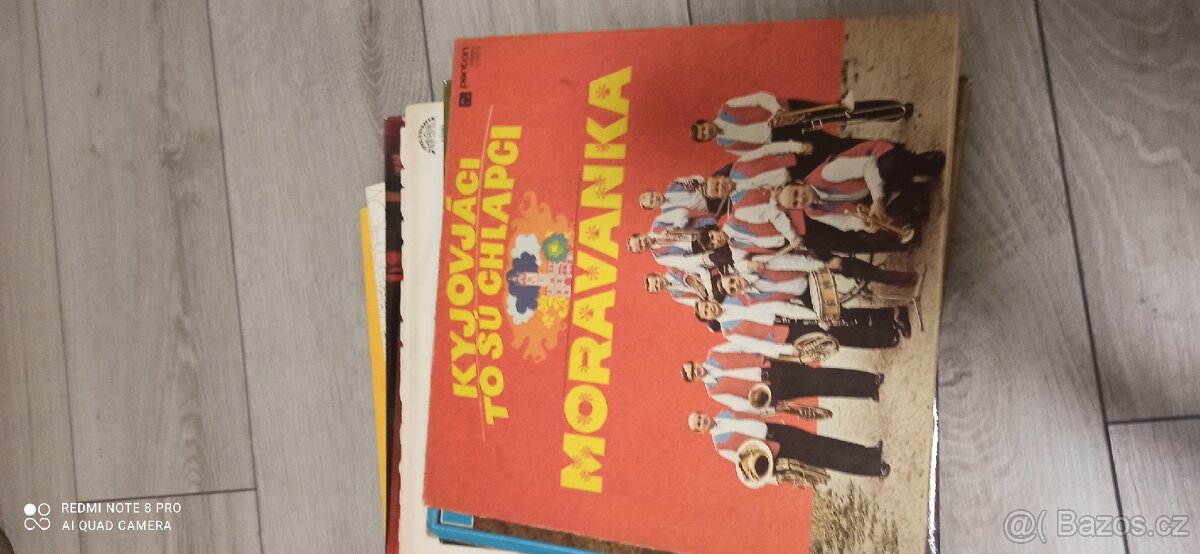 panton
KYJOVJÁCI
TO SÚ CHLAPCI
MORAVANKA
REDMI NOTE 8 PRO
AI QUAD CAMERA
Bazos.cz